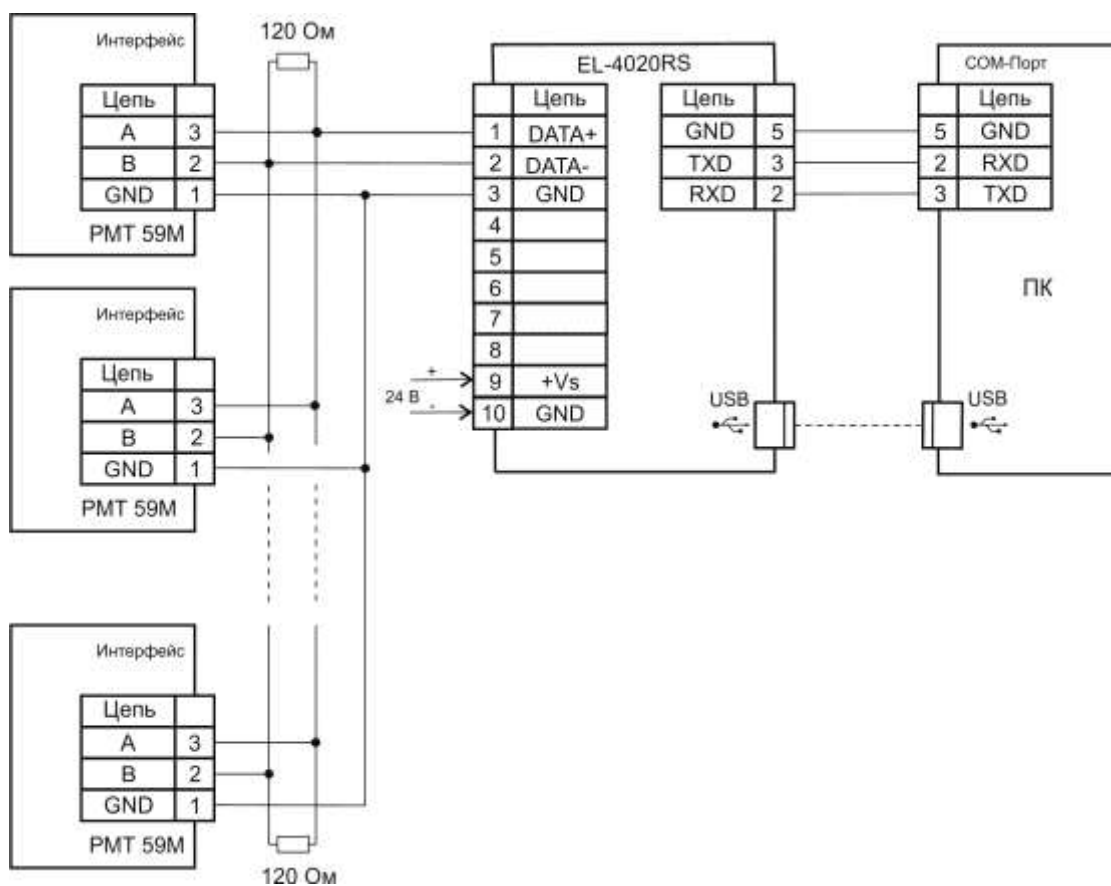 120 Ом
Интерфейс
Цепь
A 3
B 2
GND 1
РМТ 59М
EL-4020RS
Цепь
1 DATA+
2 DATA-
3 GND
4
5
6
7
8
9 +Vs
10 GND
+
24 В
-
Цепь
GND 5
TXD 3
RXD 2
USB
COM-Порт
Цепь
5 GND
2 RXD
3 TXD
ПК
USB
Интерфейс
Цепь
A 3
B 2
GND 1
РМТ 59М
Интерфейс
Цепь
A 3
B 2
GND 1
РМТ 59М
120 Ом